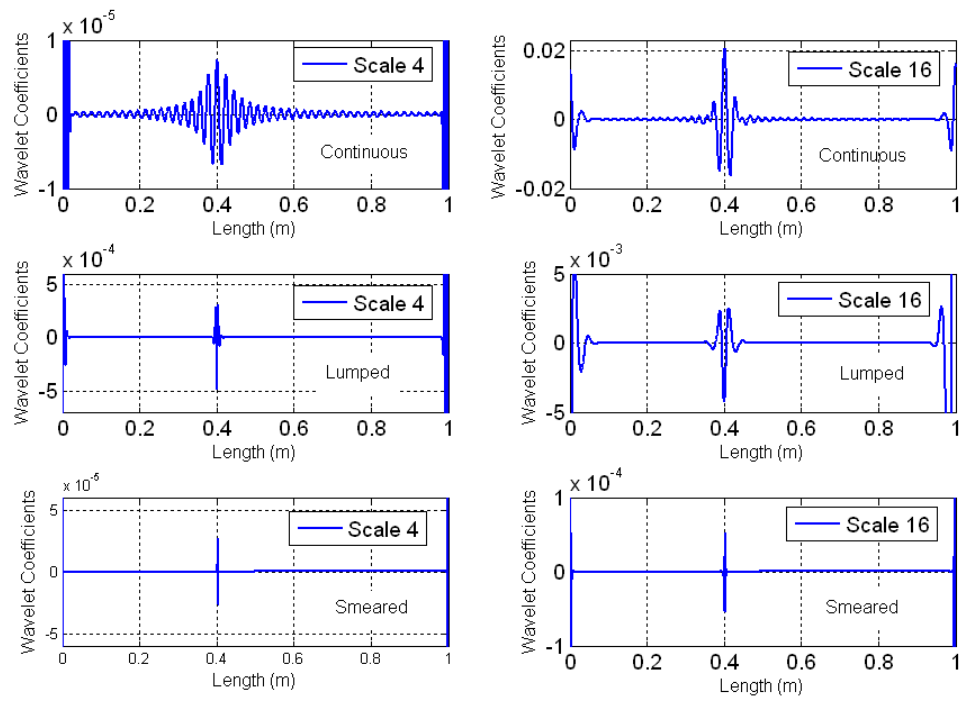 x 10^-5
Wavelet Coefficients
1
0
-1
Scale 4
Continuous
0 0.2 0.4 0.6 0.8 1
Length (m)
Wavelet Coefficients
0.02
0
-0.02
Scale 16
Continuous
0 0.2 0.4 0.6 0.8 1
Length (m)
x 10^-4
Wavelet Coefficients
5
0
-5
Scale 4
Lumped
0 0.2 0.4 0.6 0.8 1
Length (m)
x 10^-3
Wavelet Coefficients
5
0
-5
Scale 16
Lumped
0 0.2 0.4 0.6 0.8 1
Length (m)
x 10^-5
Wavelet Coefficients
5
0
-5
Scale 4
Smeared
0 0.2 0.4 0.6 0.8 1
Length (m)
x 10^-4
Wavelet Coefficients
1
0
-1
Scale 16
Smeared
0 0.2 0.4 0.6 0.8 1
Length (m)